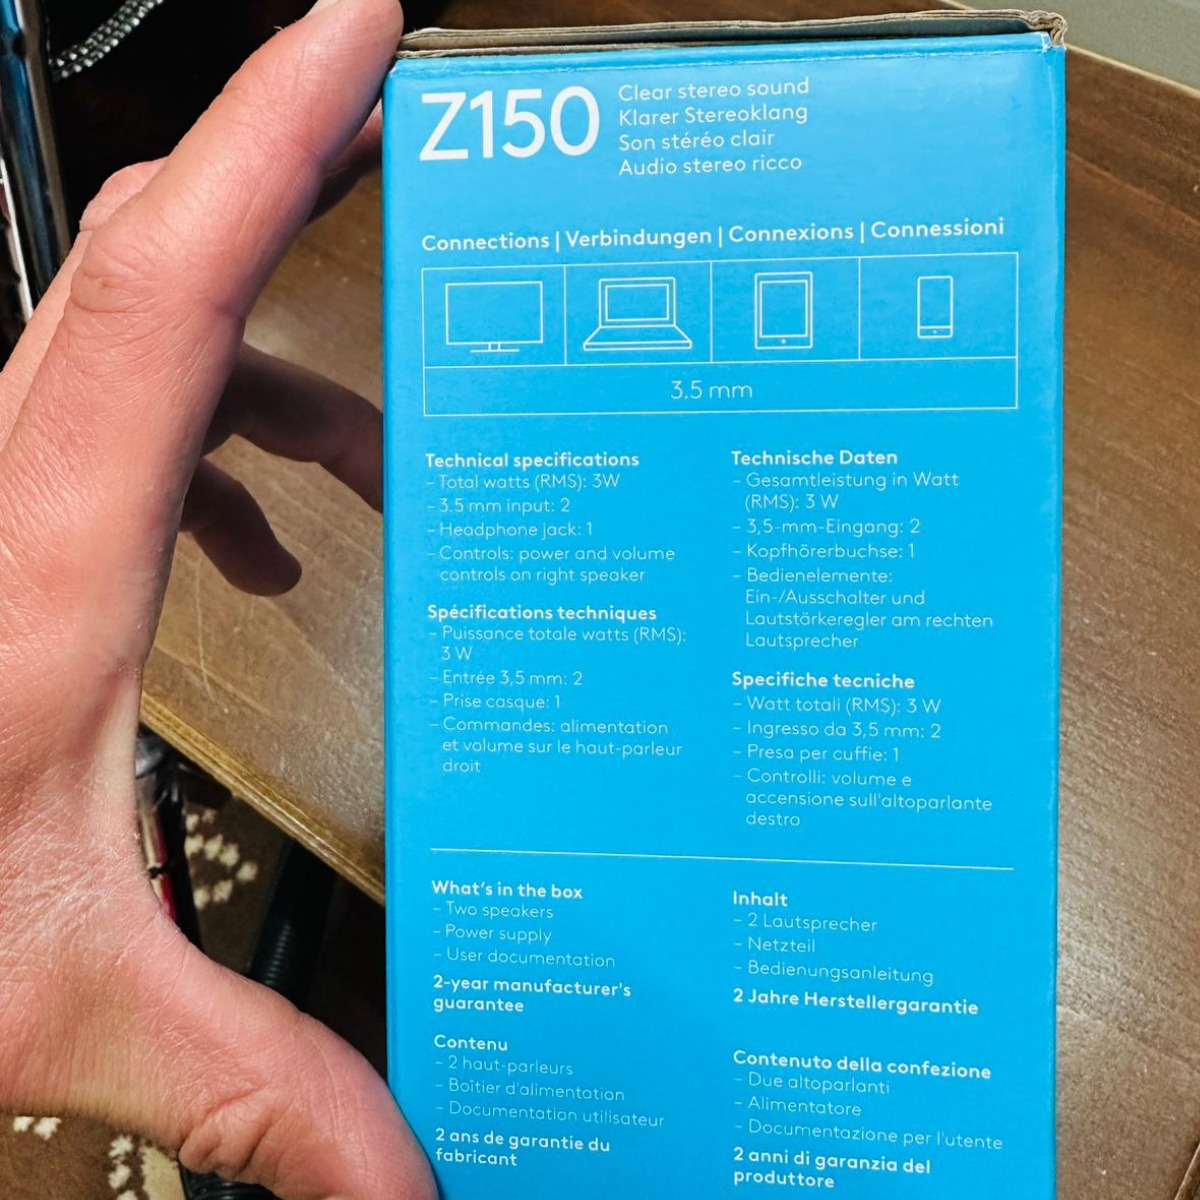 Z150
Clear stereo sound
Klarer Stereoklang
Son stéréo clair
Audio stereo ricco
Connections | Verbindungen | Connexions | Connessioni
3.5 mm
Technical specifications
- Total watts (RMS): 3W
- 3.5 mm input: 2
- Headphone jack: 1
- Controls: power and volume
controls on right speaker
Spécifications techniques
- Puissance totale watts (RMS):
3 W
- Entrée 3,5 mm: 2
- Prise casque: 1
- Commandes: alimentation
et volume sur le haut-parleur
droit
Technische Daten
- Gesamtleistung in Watt
(RMS): 3 W
- 3,5-mm-Eingang: 2
- Kopfhörerbuchse: 1
- Bedienelemente:
Ein-/Ausschalter und
Lautstärkeregler am rechten
Lautsprecher
Specifiche tecniche
- Watt totali (RMS): 3 W
- Ingresso da 3,5 mm: 2
- Presa per cuffie: 1
- Controlli: volume e
accensione sull'altoparlante
destro
What's in the box
- Two speakers
- Power supply
- User documentation
2-year manufacturer's
guarantee
Contenu
- 2 haut-parleurs
- Boîtier d'alimentation
- Documentation utilisateur
2 ans de garantie du
fabricant
Inhalt
- 2 Lautsprecher
- Netzteil
- Bedienungsanleitung
2 Jahre Herstellergarantie
Contenuto della confezione
- Due altoparlanti
- Alimentatore
- Documentazione per l'utente
2 anni di garanzia del
produttore